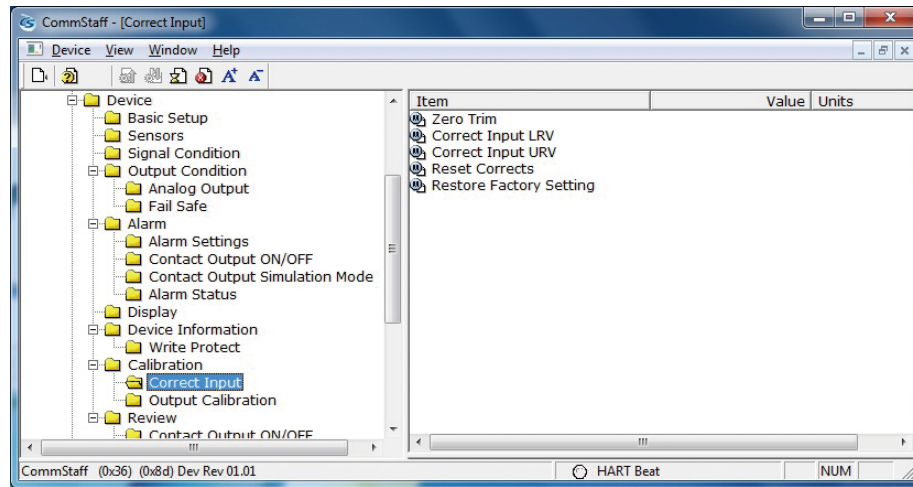 CommStaff - [Correct Input]
Device View Window Help
Device
Basic Setup
Sensors
Signal Condition
Output Condition
Analog Output
Fail Safe
Alarm
Alarm Settings
Contact Output ON/OFF
Contact Output Simulation Mode
Alarm Status
Display
Device Information
Write Protect
Calibration
Correct Input
Output Calibration
Review
Contact Output ON/OFF
Item Value Units
Zero Trim
Correct Input LRV
Correct Input URV
Reset Corrects
Restore Factory Setting
CommStaff (0x36) (0x8d) Dev Rev 01.01
HART Beat
NUM